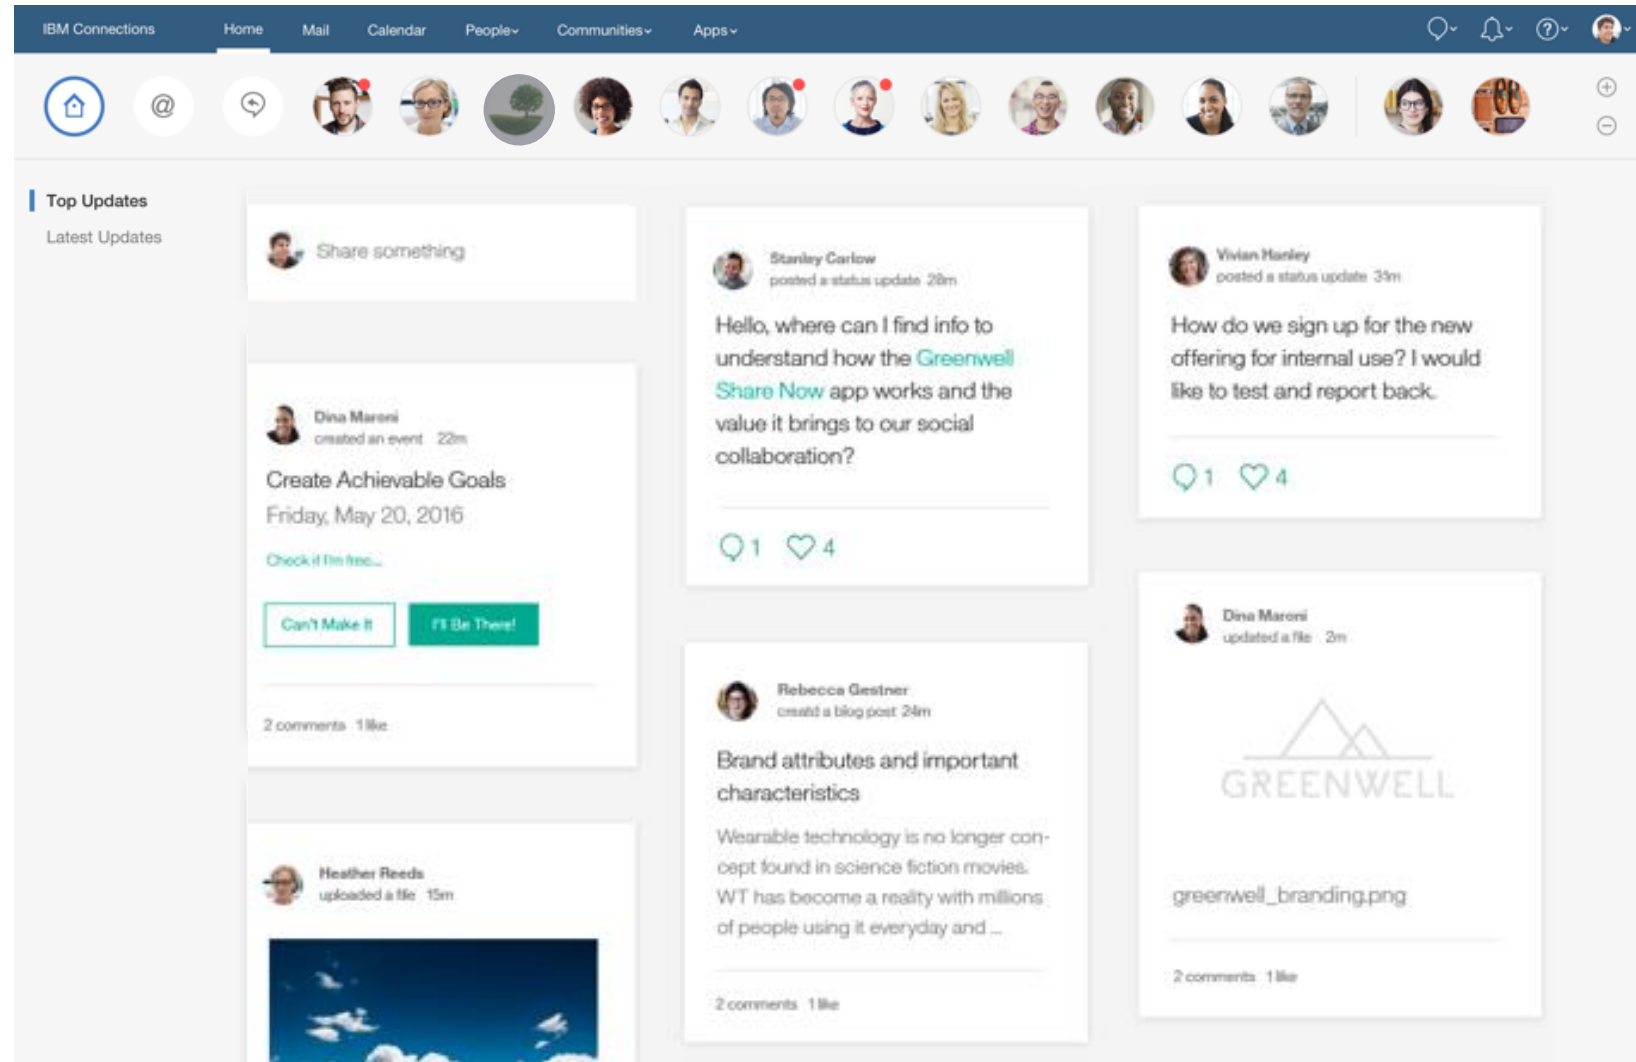 IBM Connections
Home
Mail
Calendar
People
Communities
Apps
Top Updates
Latest Updates
Share something
Dina Maroni
created an event 22m
Create Achievable Goals
Friday, May 20, 2016
Check if I'm free...
Can't Make It
I'll Be There!
2 comments 1 like
Heather Reeds
uploaded a file 15m
Stanley Carlow
posted a status update 28m
Hello, where can I find info to
understand how the Greenwell
Share Now app works and the
value it brings to our social
collaboration?
1 4
Rebecca Gestner
creatd a blog post 24m
Brand attributes and important
characteristics
Wearable technology is no longer con-
cept found in science fiction movies.
WT has become a reality with millions
of people using it everyday and ...
2 comments 1 like
Vivian Hanley
posted a status update 31m
How do we sign up for the new
offering for internal use? I would
like to test and report back.
1 4
Dina Maroni
updated a file 2m
GREENWELL
greenwell_branding.png
2 comments 1 like